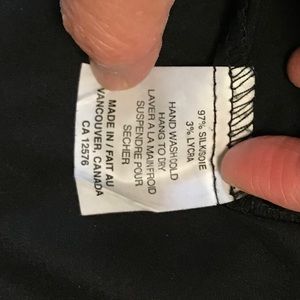 97% SILK/SOIE
3% LYCRA
HAND WASH COLD
HANG TO DRY
LAVER A LA MAIN FROID
SUSPENDRE POUR
SECHER
MADE IN / FAIT AU
VANCOUVER, CANADA
CA 12576